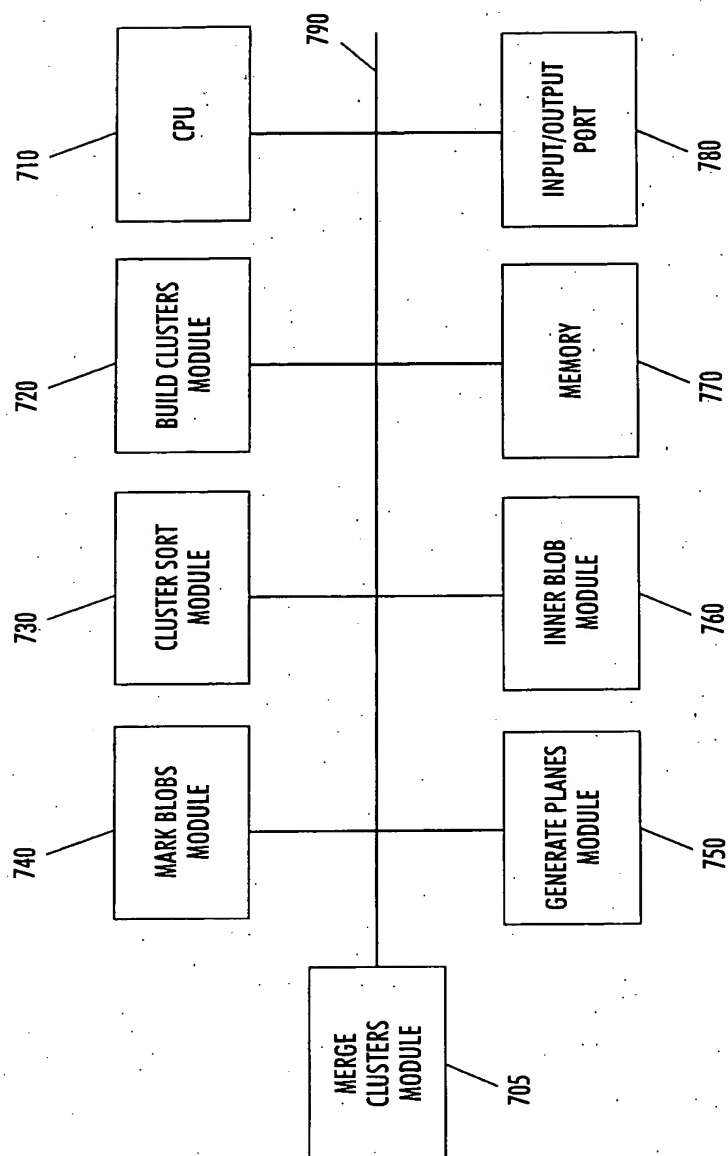 710
CPU
720
BUILD CLUSTERS
MODULE
730
CLUSTER SORT
MODULE
740
MARK BLOBS
MODULE
790
MERGE
CLUSTERS
MODULE
705
GENERATE PLANES
MODULE
750
INNER BLOB
MODULE
760
MEMORY
770
INPUT/OUTPUT
PORT
780